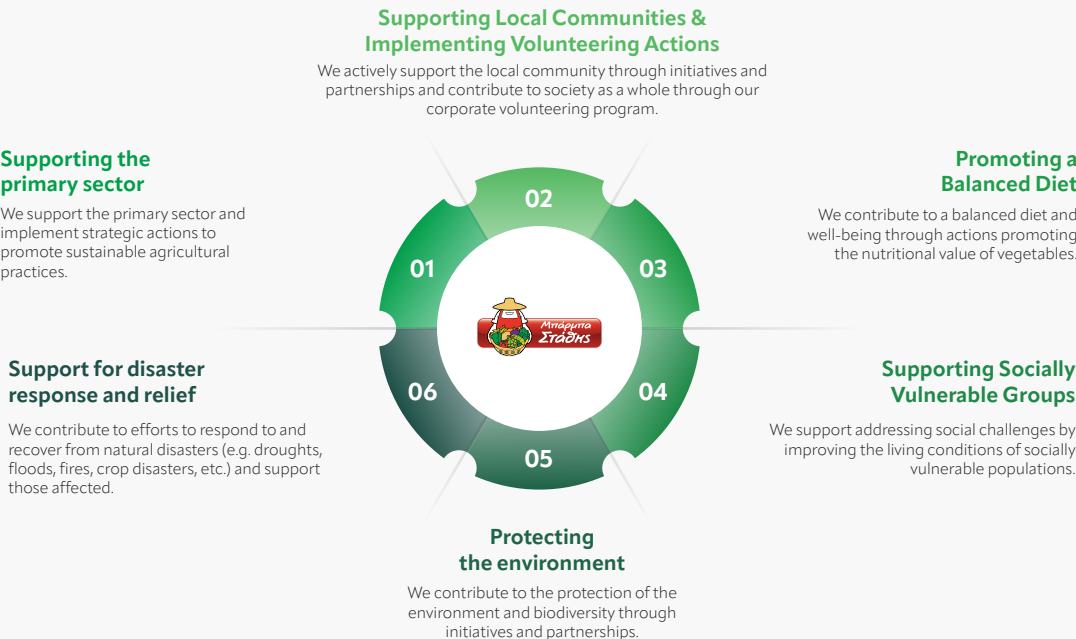 Supporting Local Communities &
Implementing Volunteering Actions
We actively support the local community through initiatives and
partnerships and contribute to society as a whole through our
corporate volunteering program.
Supporting the
primary sector
We support the primary sector and
implement strategic actions to
promote sustainable agricultural
practices.
Promoting a
Balanced Diet
We contribute to a balanced diet and
well-being through actions promoting
the nutritional value of vegetables.
02
01
03
Μπάρμπα
Στάθης
06
04
05
Support for disaster
response and relief
We contribute to efforts to respond to and
recover from natural disasters (e.g. droughts,
floods, fires, crop disasters, etc.) and support
those affected.
Supporting Socially
Vulnerable Groups
We support addressing social challenges by
improving the living conditions of socially
vulnerable populations.
Protecting
the environment
We contribute to the protection of the
environment and biodiversity through
initiatives and partnerships.